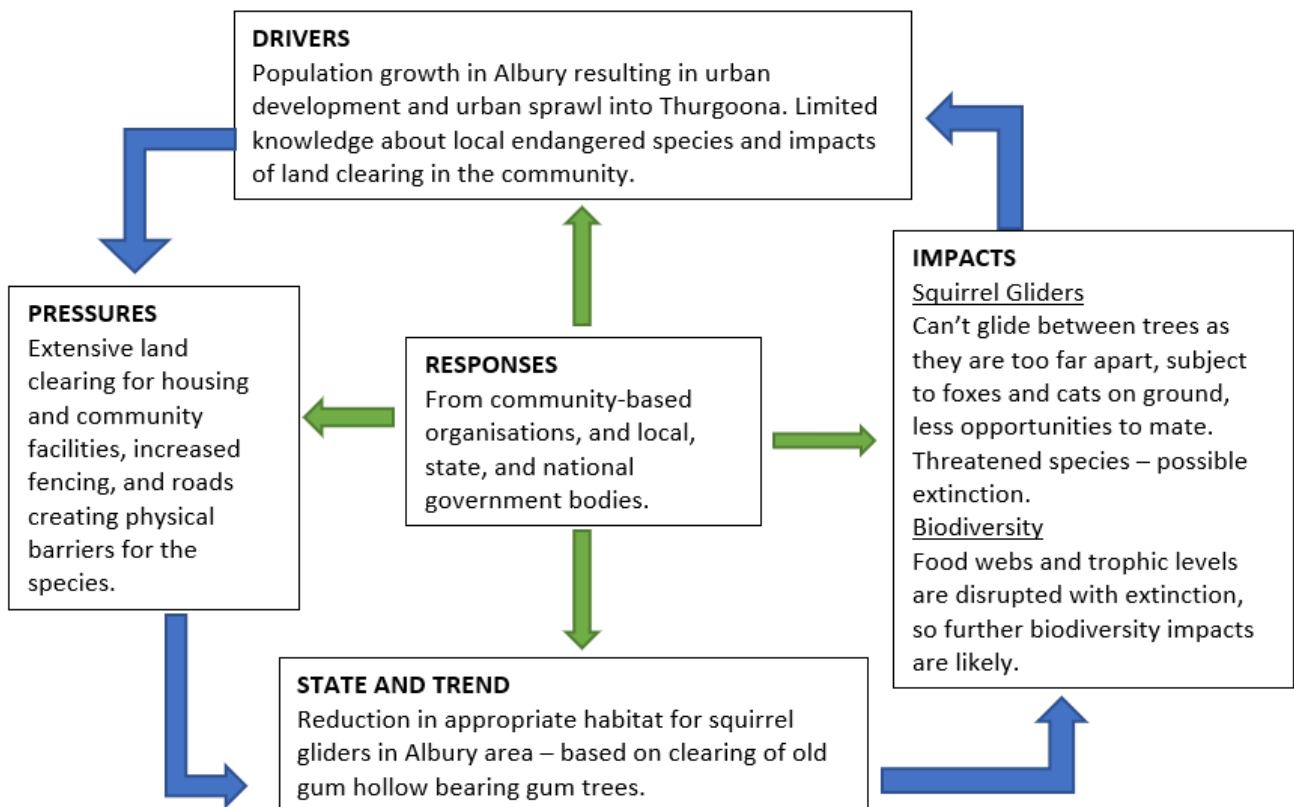 DRIVERS
Population growth in Albury resulting in urban
development and urban sprawl into Thurgoona. Limited
knowledge about local endangered species and impacts
of land clearing in the community.
PRESSURES
Extensive land
clearing for housing
and community
facilities, increased
fencing, and roads
creating physical
barriers for the
species.
RESPONSES
From community-based
organisations, and local,
state, and national
government bodies.
IMPACTS
Squirrel Gliders
Can’t glide between trees as
they are too far apart, subject
to foxes and cats on ground,
less opportunities to mate.
Threatened species – possible
extinction.
Biodiversity
Food webs and trophic levels
are disrupted with extinction,
so further biodiversity impacts
are likely.
STATE AND TREND
Reduction in appropriate habitat for squirrel
gliders in Albury area – based on clearing of old
gum hollow bearing gum trees.